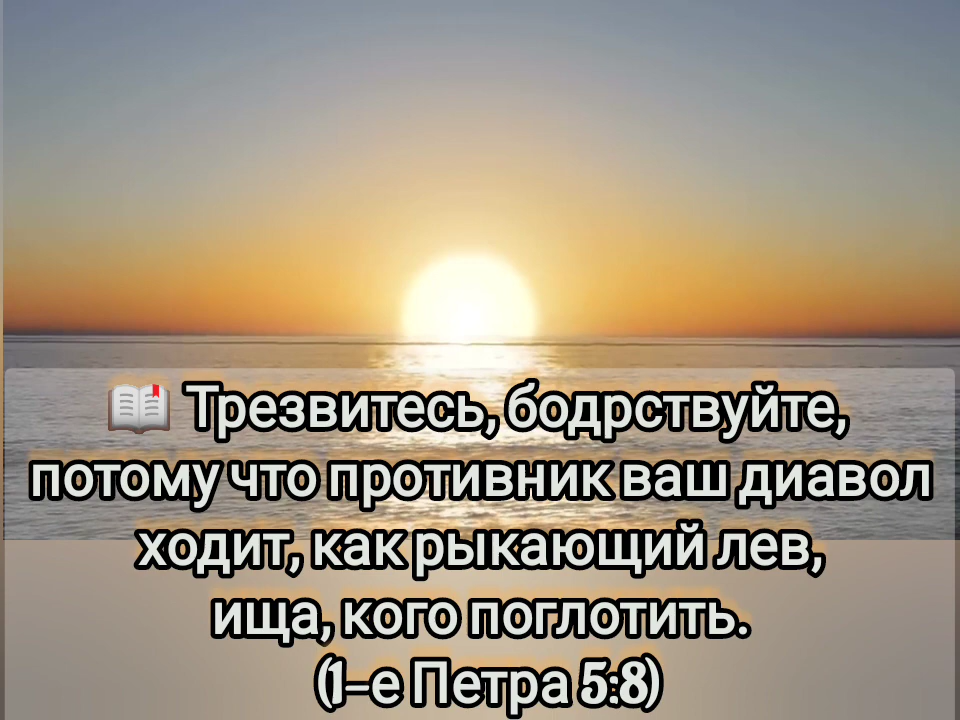 📖 Трезвитесь, бодрствуйте,
потому что противник ваш диавол
ходит, как рыкающий лев,
ища, кого поглотить.
(1-е Петра 5:8)